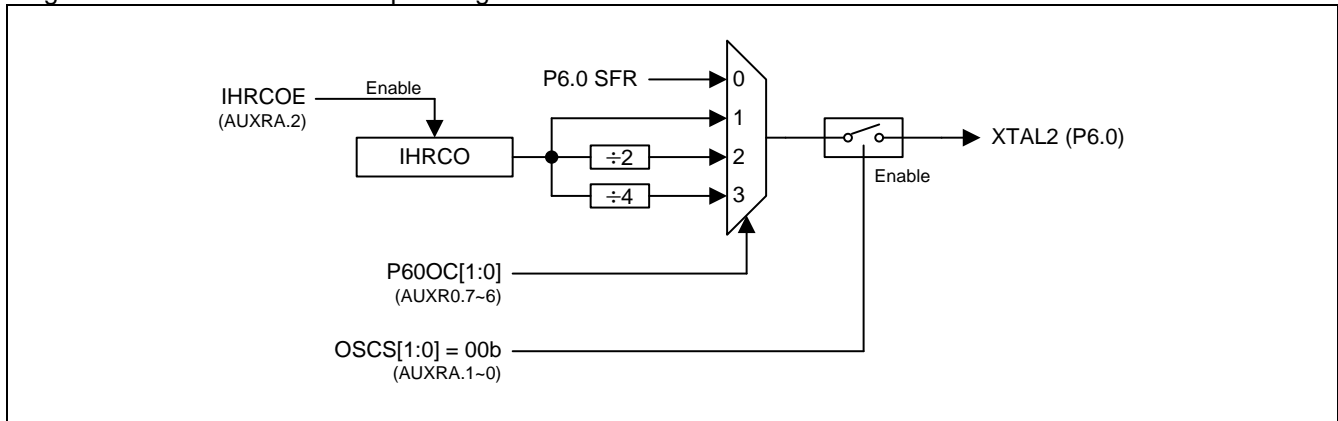 P6.0 SFR
0
IHRCOE
Enable
(AUXRA.2)
1
IHRCO
÷2
2
XTAL2 (P6.0)
Enable
÷4
3
P60OC[1:0]
(AUXR0.7~6)
OSCS[1:0] = 00b
(AUXRA.1~0)